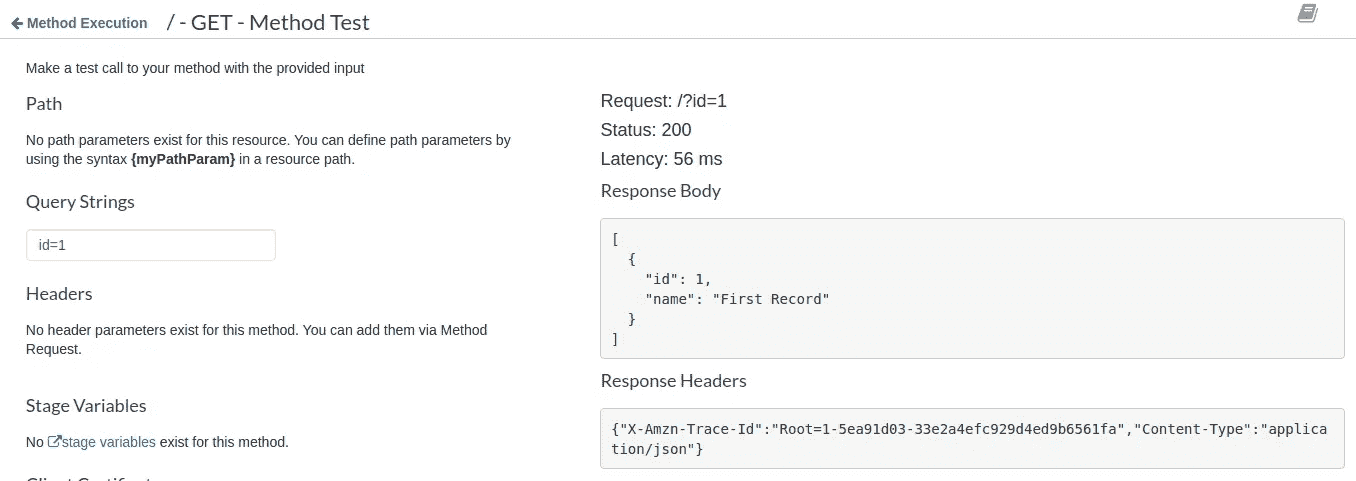 Method Execution / - GET - Method Test
Make a test call to your method with the provided input
Path
No path parameters exist for this resource. You can define path parameters by
using the syntax {myPathParam} in a resource path.
Query Strings
id=1
Headers
No header parameters exist for this method. You can add them via Method
Request.
Stage Variables
No stage variables exist for this method.
Request: /?id=1
Status: 200
Latency: 56 ms
Response Body
[
{
"id": 1,
"name": "First Record"
}
]
Response Headers
{"X-Amzn-Trace-Id":"Root=1-5ea91d03-33e2a4efc929d4ed9b6561fa","Content-Type":"applica
tion/json"}